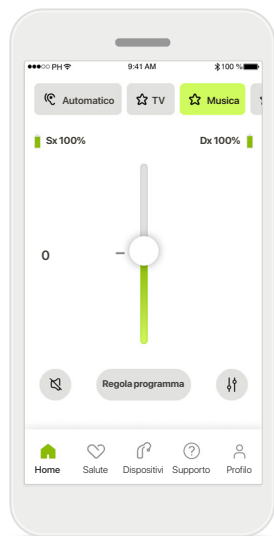 PH 9:41 AM 100 %
Automatico TV Musica
Sx 100% Dx 100%
0
Regola programma
Home Salute Dispositivi Supporto Profilo